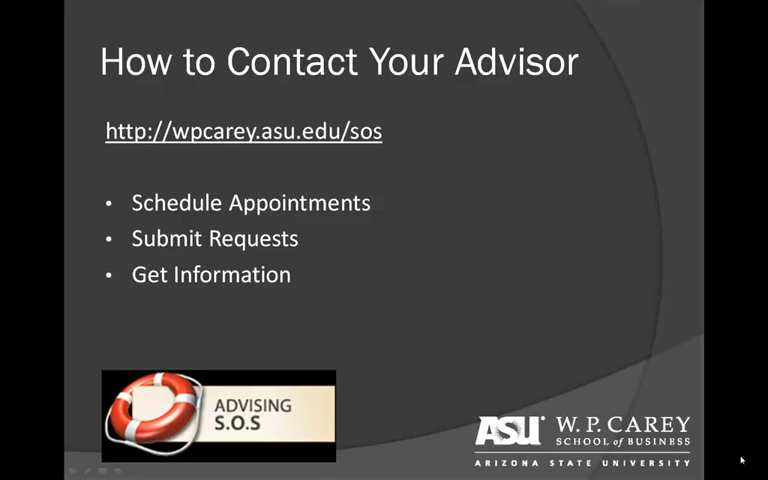 How to Contact Your Advisor
http://wpcarey.asu.edu/sos
• Schedule Appointments
• Submit Requests
• Get Information
ADVISING
S.O.S
ASU W. P. CAREY
SCHOOL of BUSINESS
ARIZONA STATE UNIVERSITY